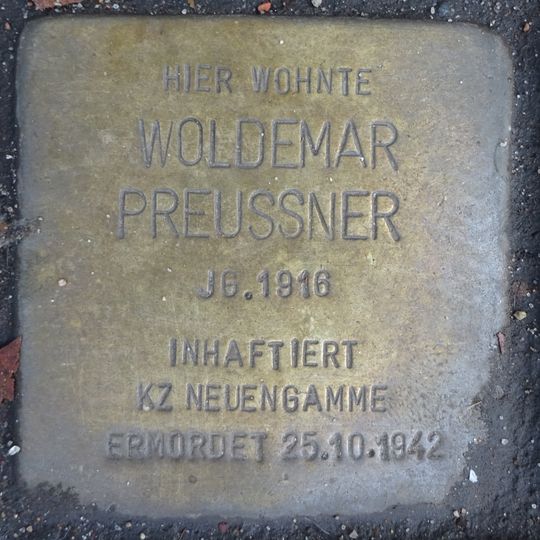 HIER WOHNTE
WOLDEMAR
PREUSSNER
JG.1916
INHAFTIERT
KZ NEUENGAMME
ERMORDET 25.10.1942